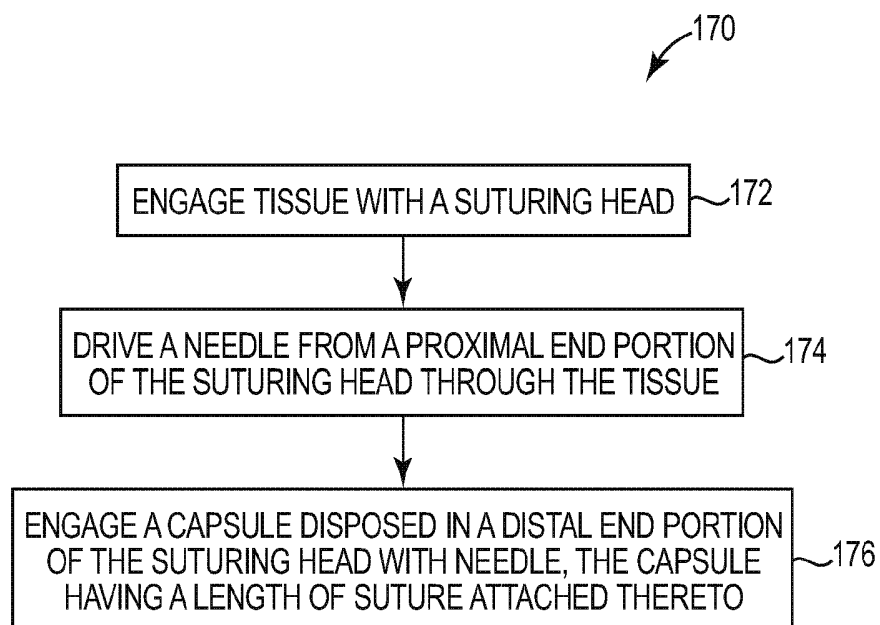 170
ENGAGE TISSUE WITH A SUTURING HEAD
172
DRIVE A NEEDLE FROM A PROXIMAL END PORTION
OF THE SUTURING HEAD THROUGH THE TISSUE
174
ENGAGE A CAPSULE DISPOSED IN A DISTAL END PORTION
OF THE SUTURING HEAD WITH NEEDLE, THE CAPSULE
HAVING A LENGTH OF SUTURE ATTACHED THERETO
176